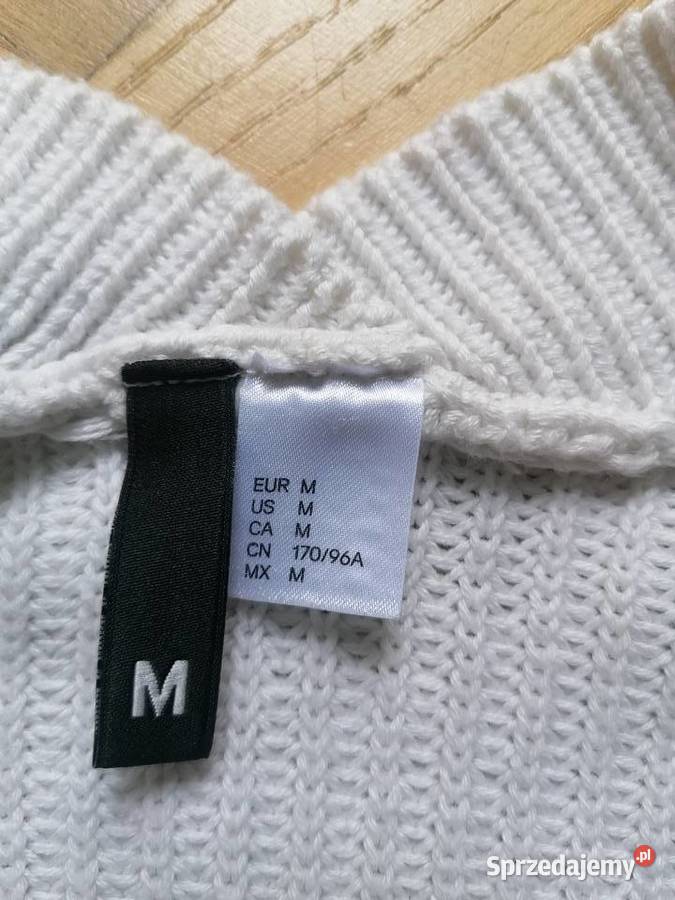 EUR M
US M
CA M
CN 170/96A
MX M
M
Sprzedajemy.pl